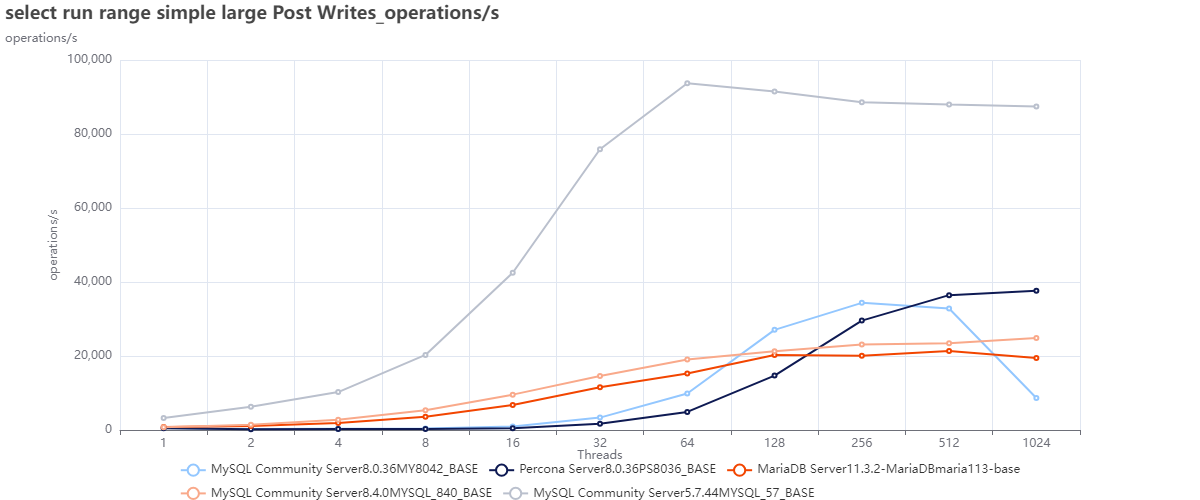 select run range simple large Post Writes_operations/s
operations/s
100,000
80,000
60,000
40,000
20,000
0
operations/s
1 2 4 8 16 32 64 128 256 512 1024
Threads
MySQL Community Server8.0.36MY8042_BASE Percona Server8.0.36PS8036_BASE MariaDB Server11.3.2-MariaDBmaria113-base
MySQL Community Server8.4.0MYSQL_840_BASE MySQL Community Server5.7.44MYSQL_57_BASE